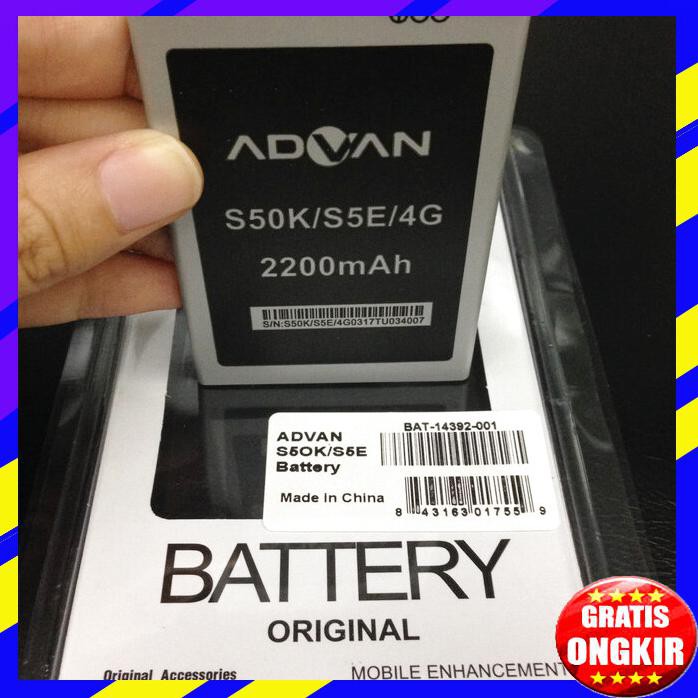 ADVAN
S50K/S5E/4G
2200mAh
S/N:S50K/S5E/4G0317TU034007
BAT-14392-001
ADVAN
S5OK/S5E
Battery
Made in China
8 43163 01755 9
BATTERY
ORIGINAL
Original Accessories
MOBILE ENHANCEMENT
GRATIS
ONGKIR